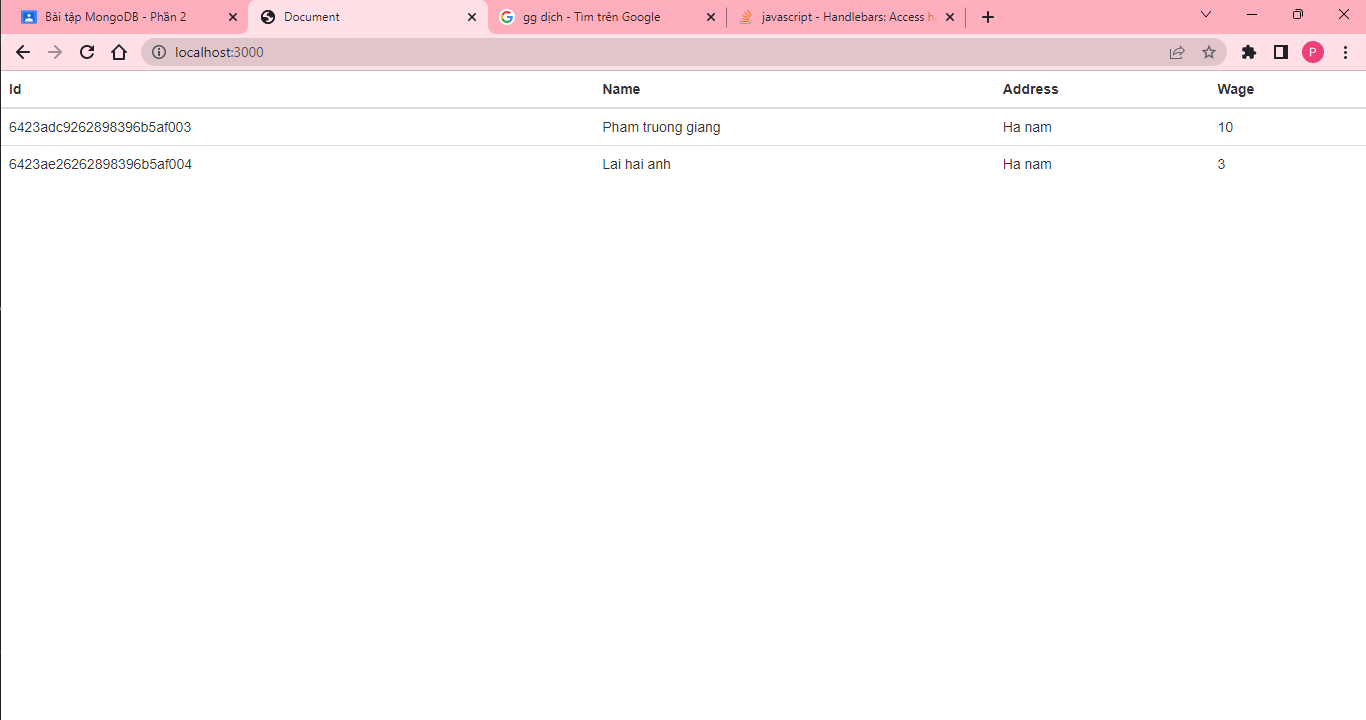 Bài tập MongoDB - Phần 2
Document
gg dịch - Tìm trên Google
javascript - Handlebars: Access h
localhost:3000
P
Id Name Address Wage
6423adc9262898396b5af003 Pham truong giang Ha nam 10
6423ae26262898396b5af004 Lai hai anh Ha nam 3